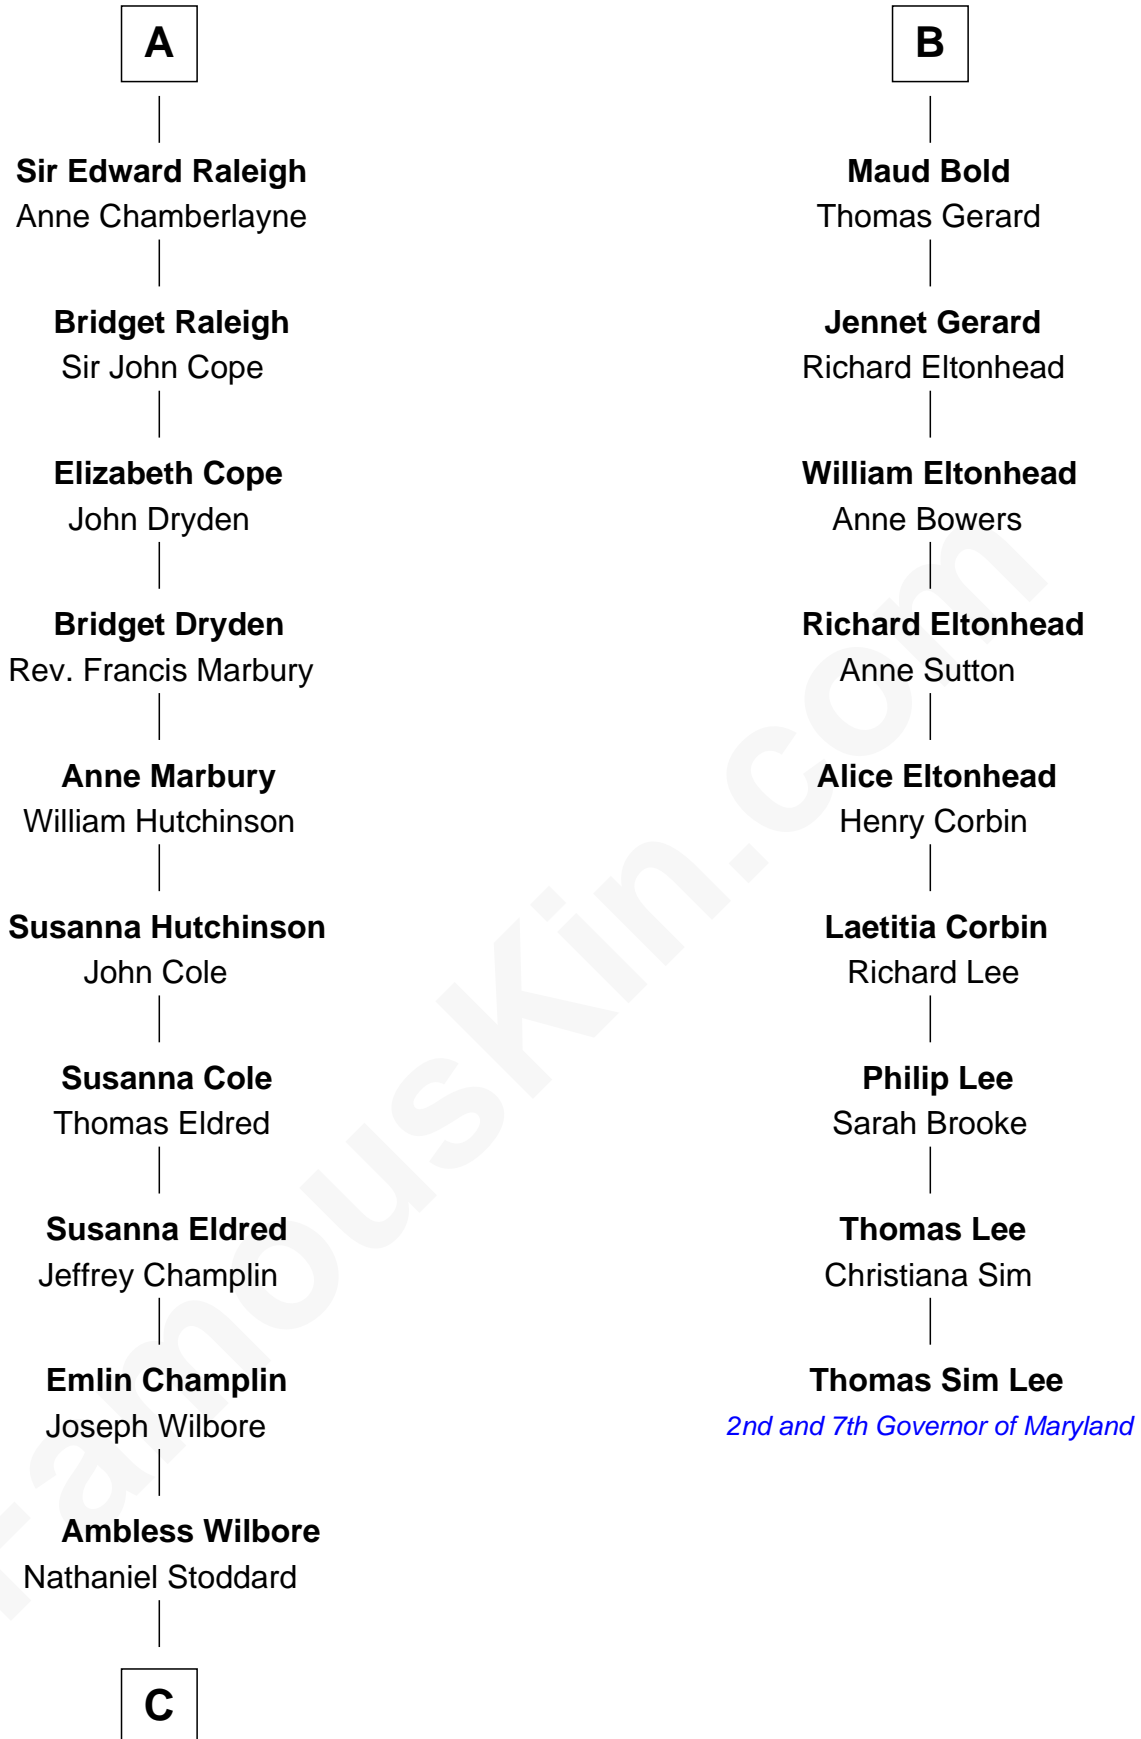 A
Sir Edward Raleigh
Anne Chamberlayne
Bridget Raleigh
Sir John Cope
Elizabeth Cope
John Dryden
Bridget Dryden
Rev. Francis Marbury
Anne Marbury
William Hutchinson
Susanna Hutchinson
John Cole
Susanna Cole
Thomas Eldred
Susanna Eldred
Jeffrey Champlin
Emlin Champlin
Joseph Wilbore
Ambless Wilbore
Nathaniel Stoddard
C
B
Maud Bold
Thomas Gerard
Jennet Gerard
Richard Eltonhead
William Eltonhead
Anne Bowers
Richard Eltonhead
Anne Sutton
Alice Eltonhead
Henry Corbin
Laetitia Corbin
Richard Lee
Philip Lee
Sarah Brooke
Thomas Lee
Christiana Sim
Thomas Sim Lee
2nd and 7th Governor of Maryland
FamousKin.com